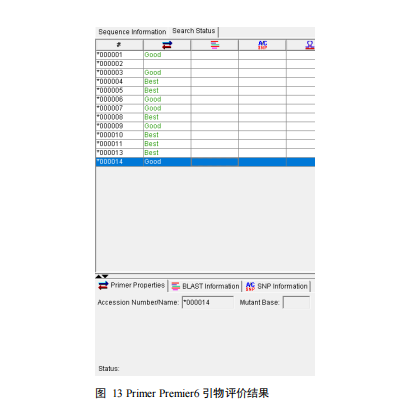 Sequence Information Search Status
# A/G SNP
*000001 Good
*000002
*000003 Good
*000004 Best
*000005 Best
*000006 Good
*000007 Good
*000008 Best
*000009 Good
*000010 Best
*000011 Best
*000013 Best
*000014 Good
Primer Properties BLAST Information A/G SNP SNP Information
Accession Number/Name: *000014 Mutant Base:
Status:
图 13 Primer Premier6 引物评价结果